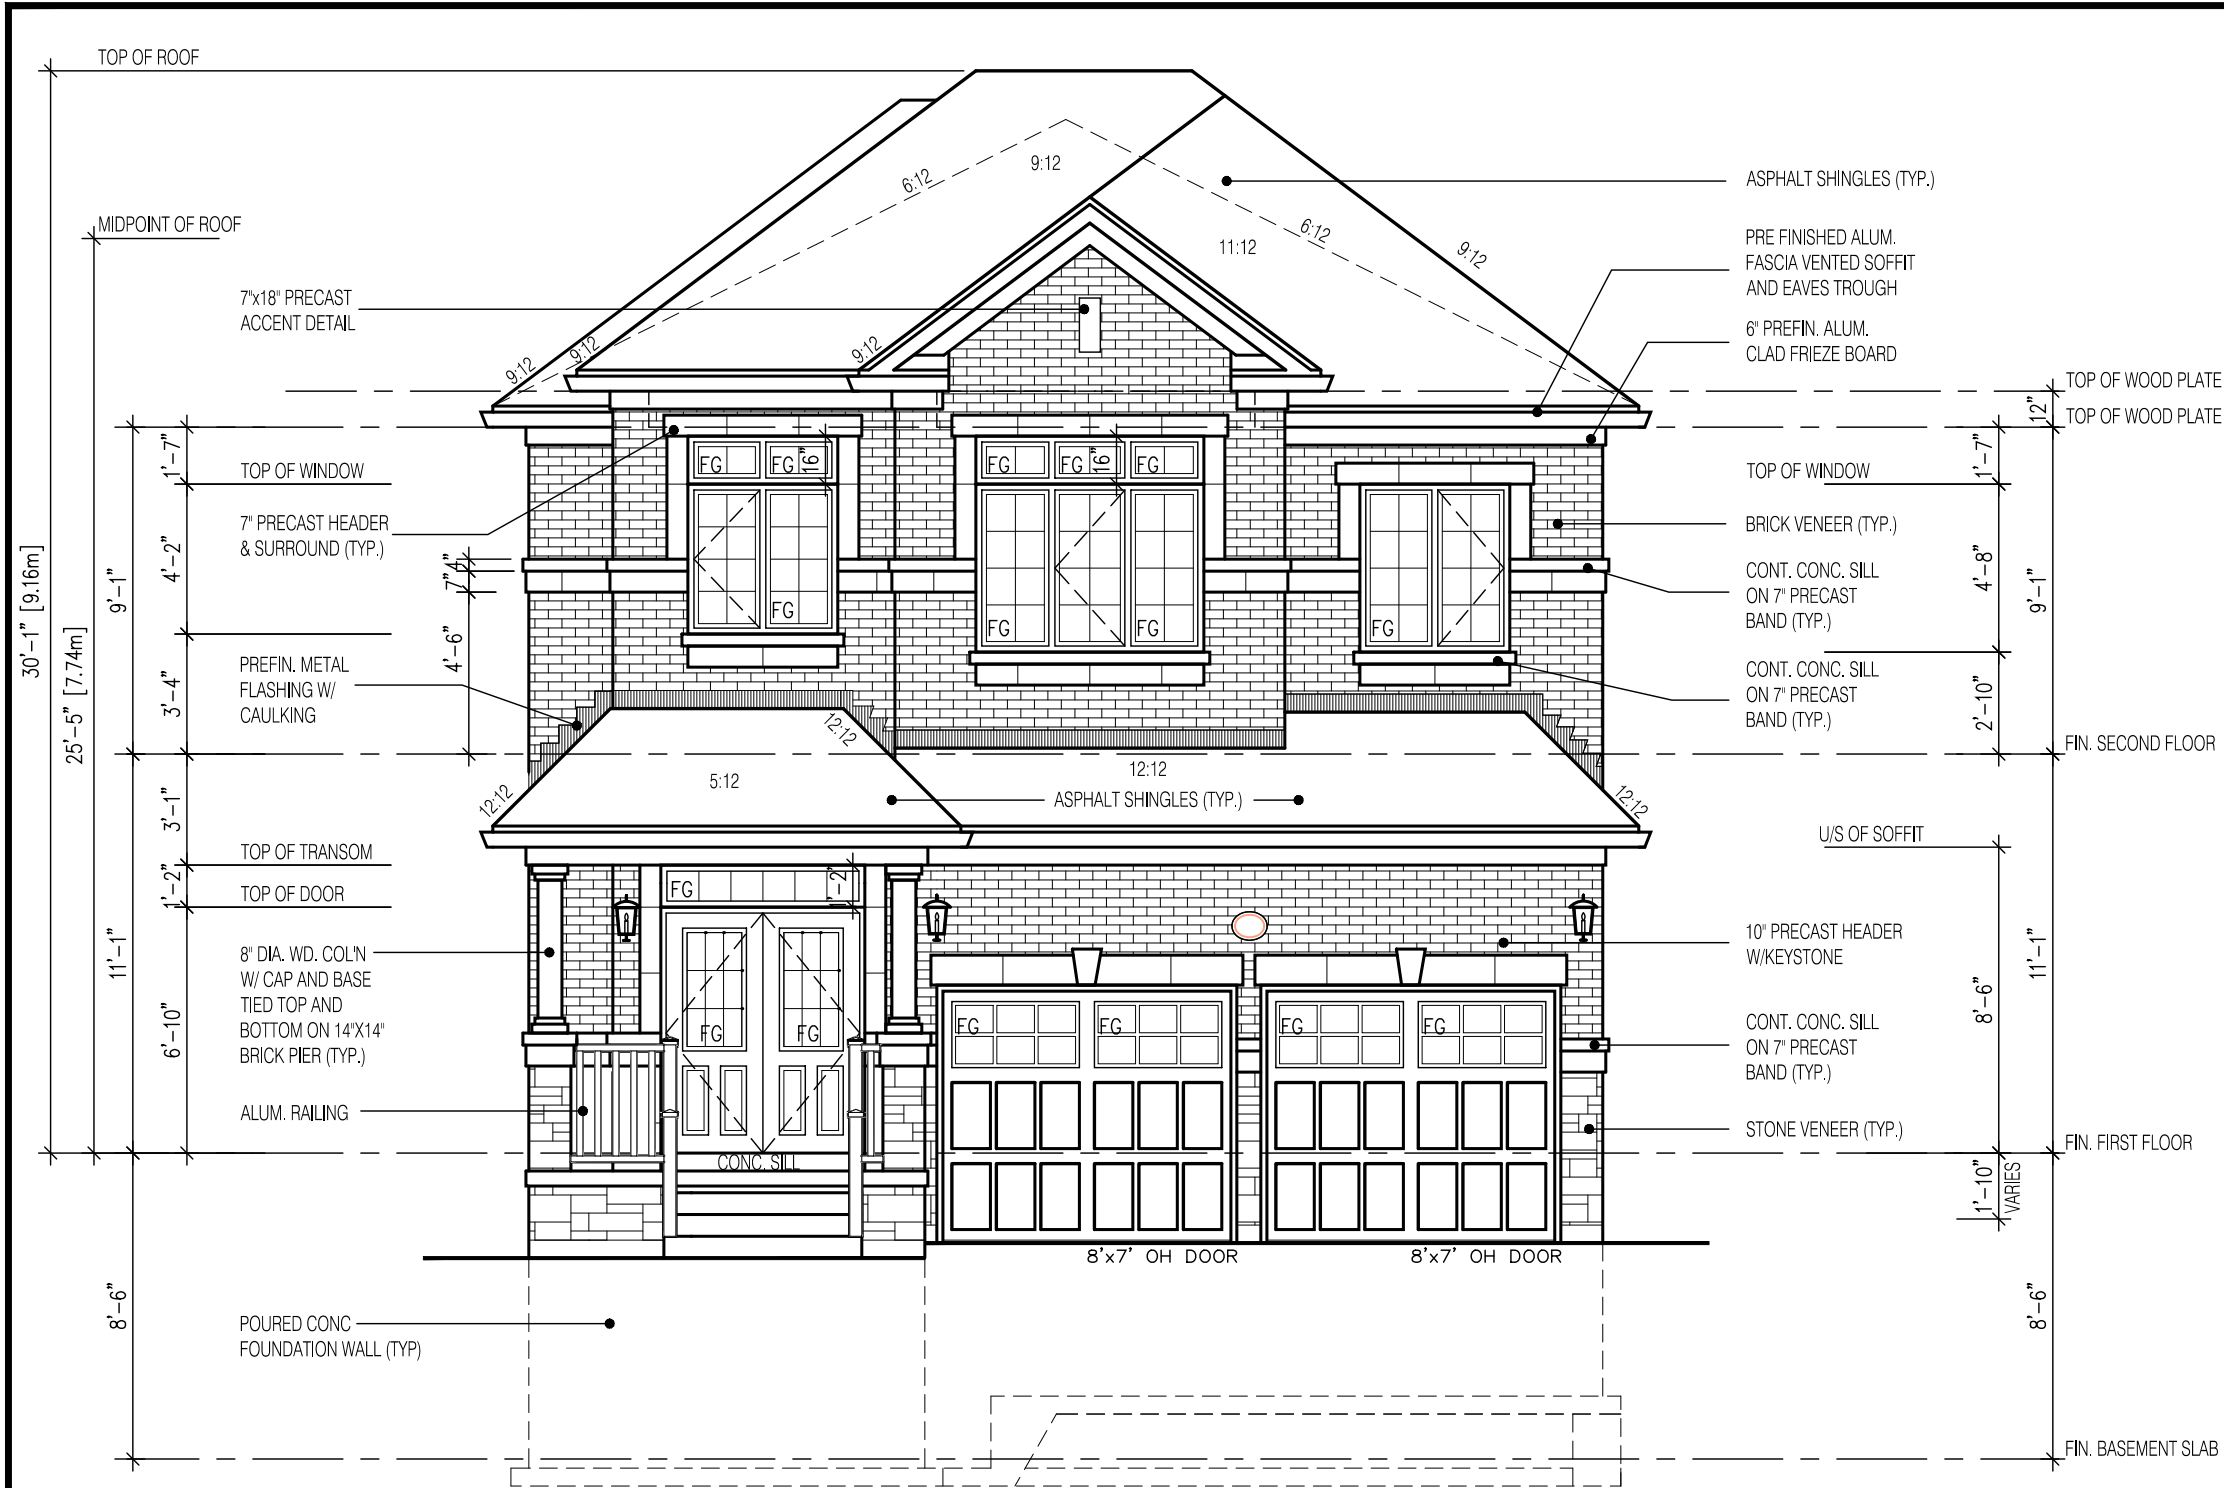 TOP OF ROOF
MIDPOINT OF ROOF
7"x18" PRECAST
ACCENT DETAIL
TOP OF WINDOW
7" PRECAST HEADER
& SURROUND (TYP.)
PREFIN. METAL
FLASHING W/
CAULKING
TOP OF TRANSOM
TOP OF DOOR
8" DIA. WD. COL'N
W/ CAP AND BASE
TIED TOP AND
BOTTOM ON 14"X14"
BRICK PIER (TYP.)
ALUM. RAILING
POURED CONC
FOUNDATION WALL (TYP)
30'-1" [9.16m]
25'-5" [7.74m]
9'-1"
11'-1"
8'-6"
1'-7"
4'-2"
3'-4"
3'-1"
1'-2"
6'-10"
4"
7"
4'-6"
6:12
9:12
6:12
11:12
9:12
9:12
9:12
9:12
FG
FG
16"
FG
FG
FG
16"
FG
FG
FG
FG
FG
12:12
12:12
5:12
12:12
ASPHALT SHINGLES (TYP.)
12:12
FG
1'-2"
FG
FG
CONC. SILL
FG
FG
FG
FG
8'x7' OH DOOR
8'x7' OH DOOR
ASPHALT SHINGLES (TYP.)
PRE FINISHED ALUM.
FASCIA VENTED SOFFIT
AND EAVES TROUGH
6" PREFIN. ALUM.
CLAD FRIEZE BOARD
TOP OF WINDOW
BRICK VENEER (TYP.)
CONT. CONC. SILL
ON 7" PRECAST
BAND (TYP.)
CONT. CONC. SILL
ON 7" PRECAST
BAND (TYP.)
U/S OF SOFFIT
10" PRECAST HEADER
W/KEYSTONE
CONT. CONC. SILL
ON 7" PRECAST
BAND (TYP.)
STONE VENEER (TYP.)
1'-7"
4'-8"
2'-10"
8'-6"
1'-10"
VARIES
12"
9'-1"
11'-1"
8'-6"
TOP OF WOOD PLATE
TOP OF WOOD PLATE
FIN. SECOND FLOOR
FIN. FIRST FLOOR
FIN. BASEMENT SLAB